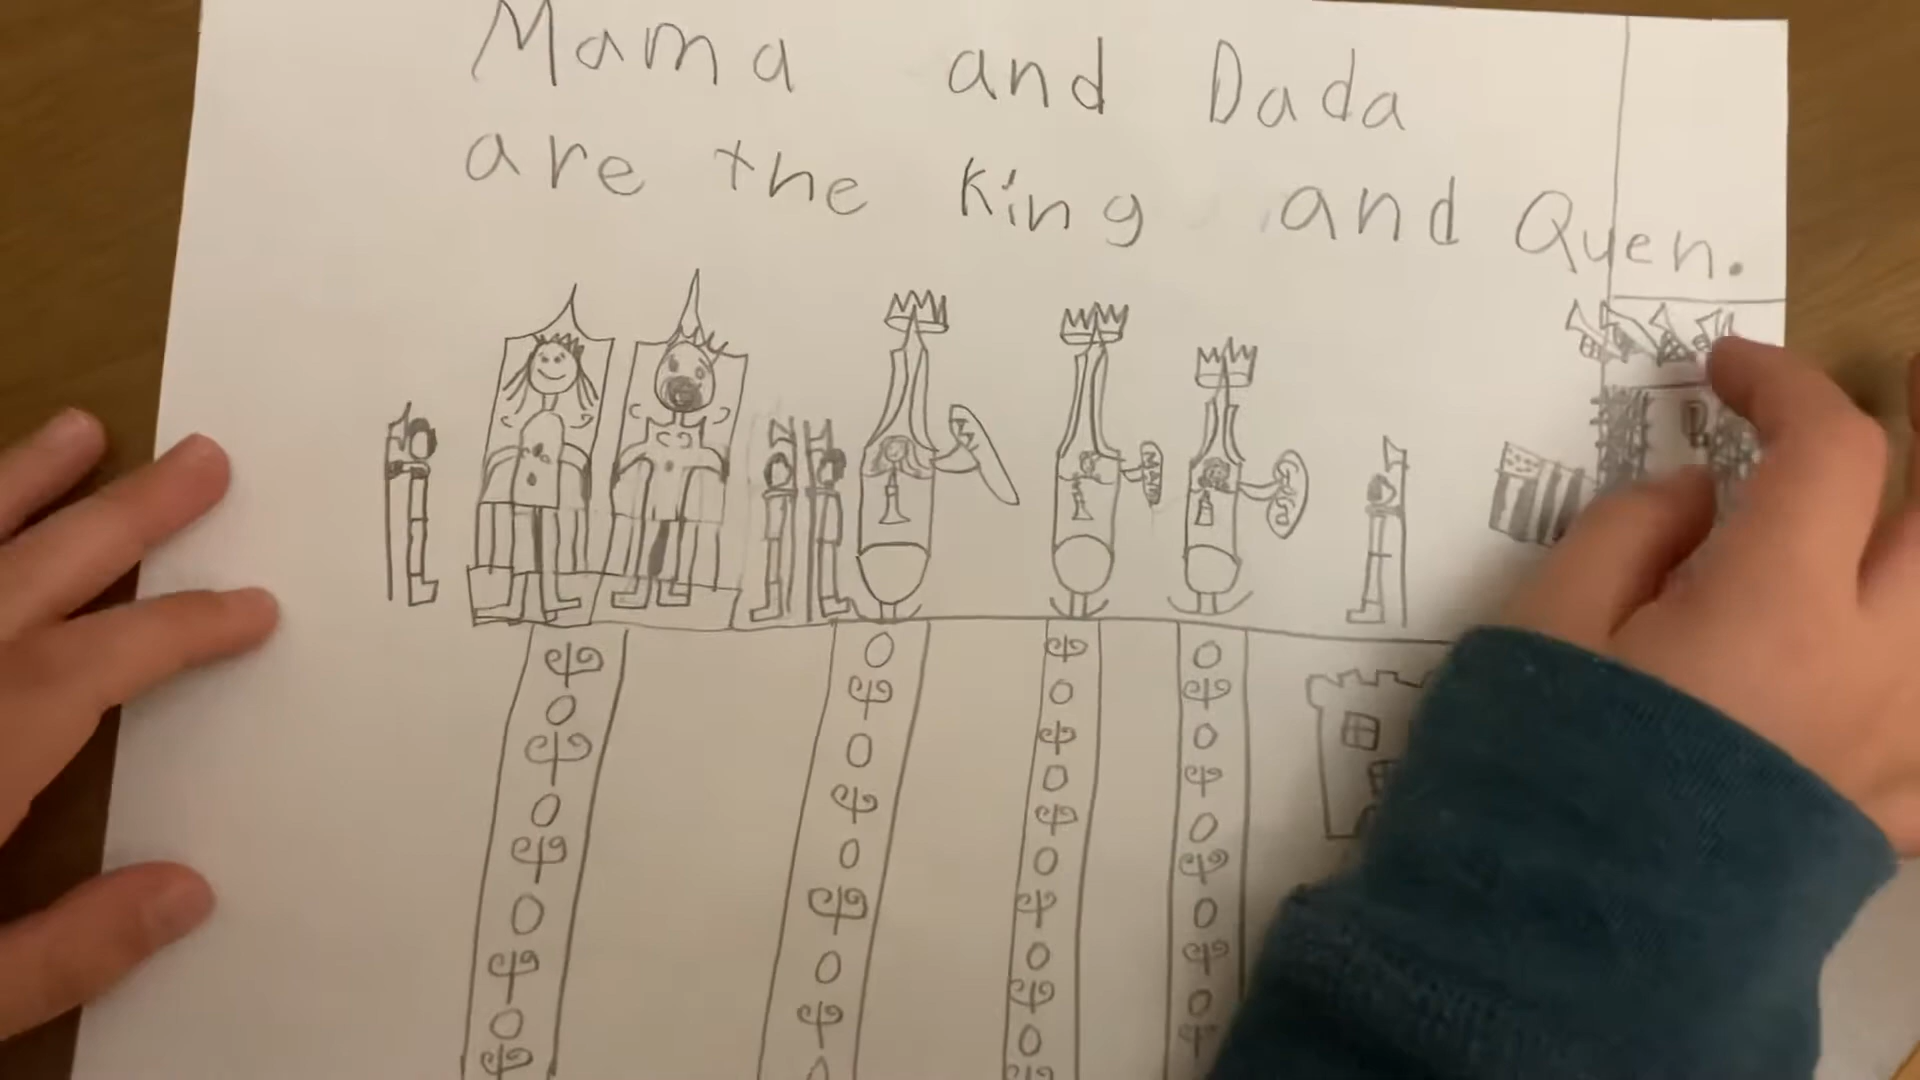 Mama and Dada
are the King and Quen.